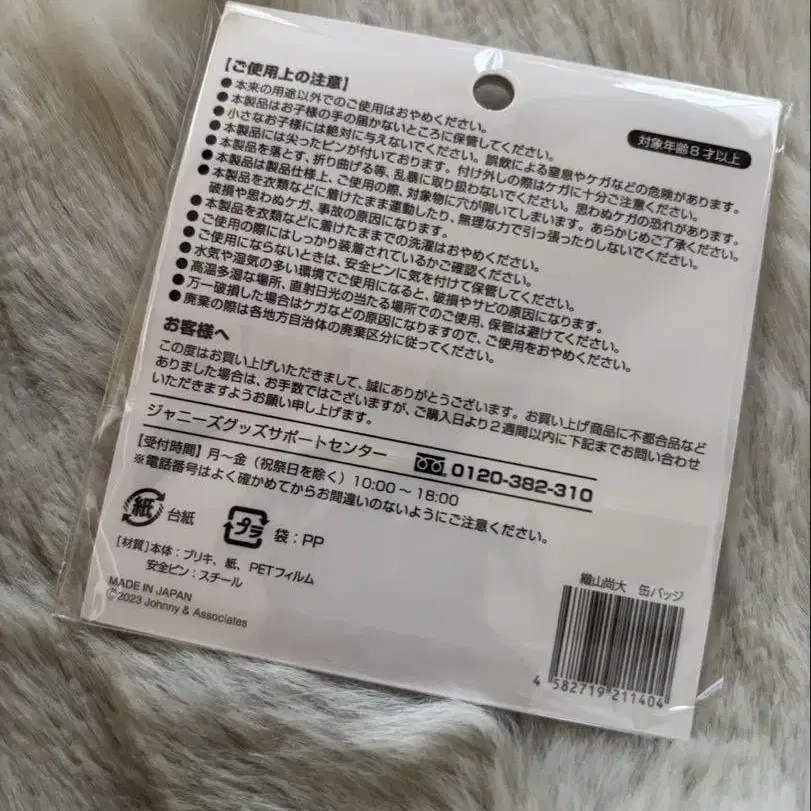 【ご使用上の注意】
対象年齢8才以上
●本来の用途以外でのご使用はおやめください。
●本製品はお子様の手の届かないところに保管してください。
●小さなお子様には絶対に与えないでください。誤飲による窒息やケガなどの危険があります。
●本製品には尖ったピンが付いております。付け外しの際はケガに十分ご注意ください。
●本製品を落とす、折り曲げる等、乱暴に取り扱わないでください。思わぬケガの恐れがあります。
●本製品は製品仕様上、ご使用の際、対象物に穴が開いてしまいます。あらかじめご了承ください。
●本製品を衣類などに着けたまま運動したり、無理な力で引っ張ったりしないでください。
破損や思わぬケガ、事故の原因になります。
●本製品を衣類などに着けたままでの洗濯はおやめください。
●ご使用の際にはしっかり装着されているかご確認ください。
●ご使用にならないときは、安全ピンに気を付けて保管してください。
●水気や湿気の多い環境でご使用になると、破損やサビの原因になります。
●高温多湿な場所、直射日光の当たる場所でのご使用、保管は避けてください。
●万一破損した場合はケガなどの原因になりますので、ご使用をおやめください。
●廃棄の際は各地方自治体の廃棄区分に従ってください。
お客様へ
この度はお買い上げいただきまして、誠にありがとうございます。お買い上げ商品に不都合品など
ありました場合は、お手数ではございますが、ご購入日より2週間以内に下記までお問い合わせ
いただきますようお願い申し上げます。
ジャニーズグッズサポートセンター 0120-382-310
【受付時間】月〜金(祝祭日を除く)10:00〜18:00
※電話番号はよく確かめてからお間違いのないようにご注意ください。
紙 台紙 プラ 袋:PP
[材質]本体:ブリキ、紙、PETフィルム
安全ピン:スチール
MADE IN JAPAN
©2023 Johnny & Associates
織山尚大 缶バッジ
4 582719 211404